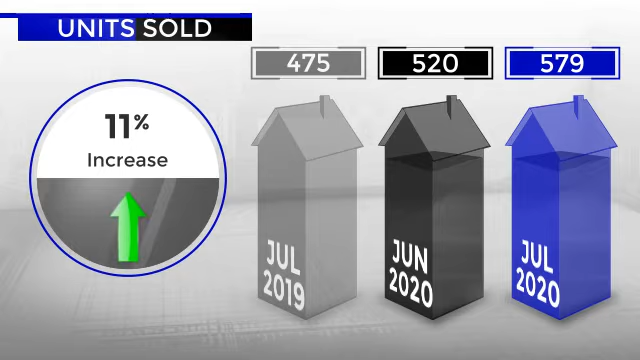 UNITS SOLD
11%
Increase
475
520
579
JUL
2019
JUN
2020
JUL
2020